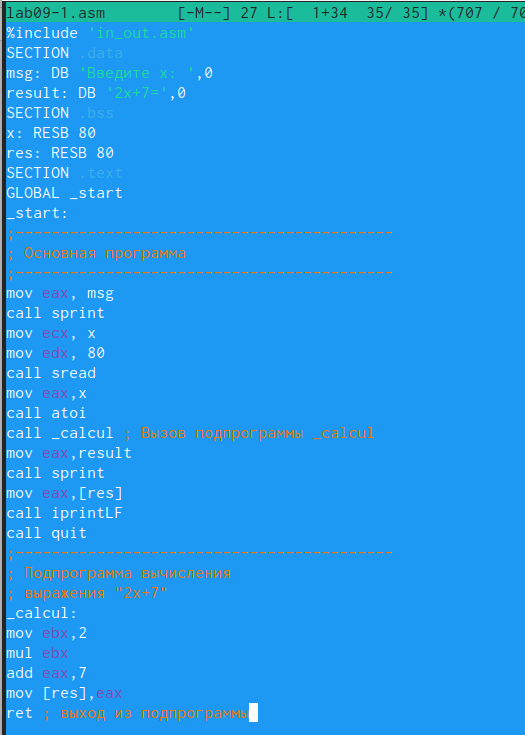 lab09-1.asm [-M--] 27 L:[ 1+34 35/ 35] *(707 / 70
%include 'in_out.asm'
SECTION .data
msg: DB 'Введите x: ',0
result: DB '2x+7=',0
SECTION .bss
x: RESB 80
res: RESB 80
SECTION .text
GLOBAL _start
_start:
;------------------------------------------
; Основная программа
;------------------------------------------
mov eax, msg
call sprint
mov ecx, x
mov edx, 80
call sread
mov eax,x
call atoi
call _calcul ; Вызов подпрограммы _calcul
mov eax,result
call sprint
mov eax,[res]
call iprintLF
call quit
;------------------------------------------
; Подпрограмма вычисления
; выражения "2x+7"
_calcul:
mov ebx,2
mul ebx
add eax,7
mov [res],eax
ret ; выход из подпрограммы